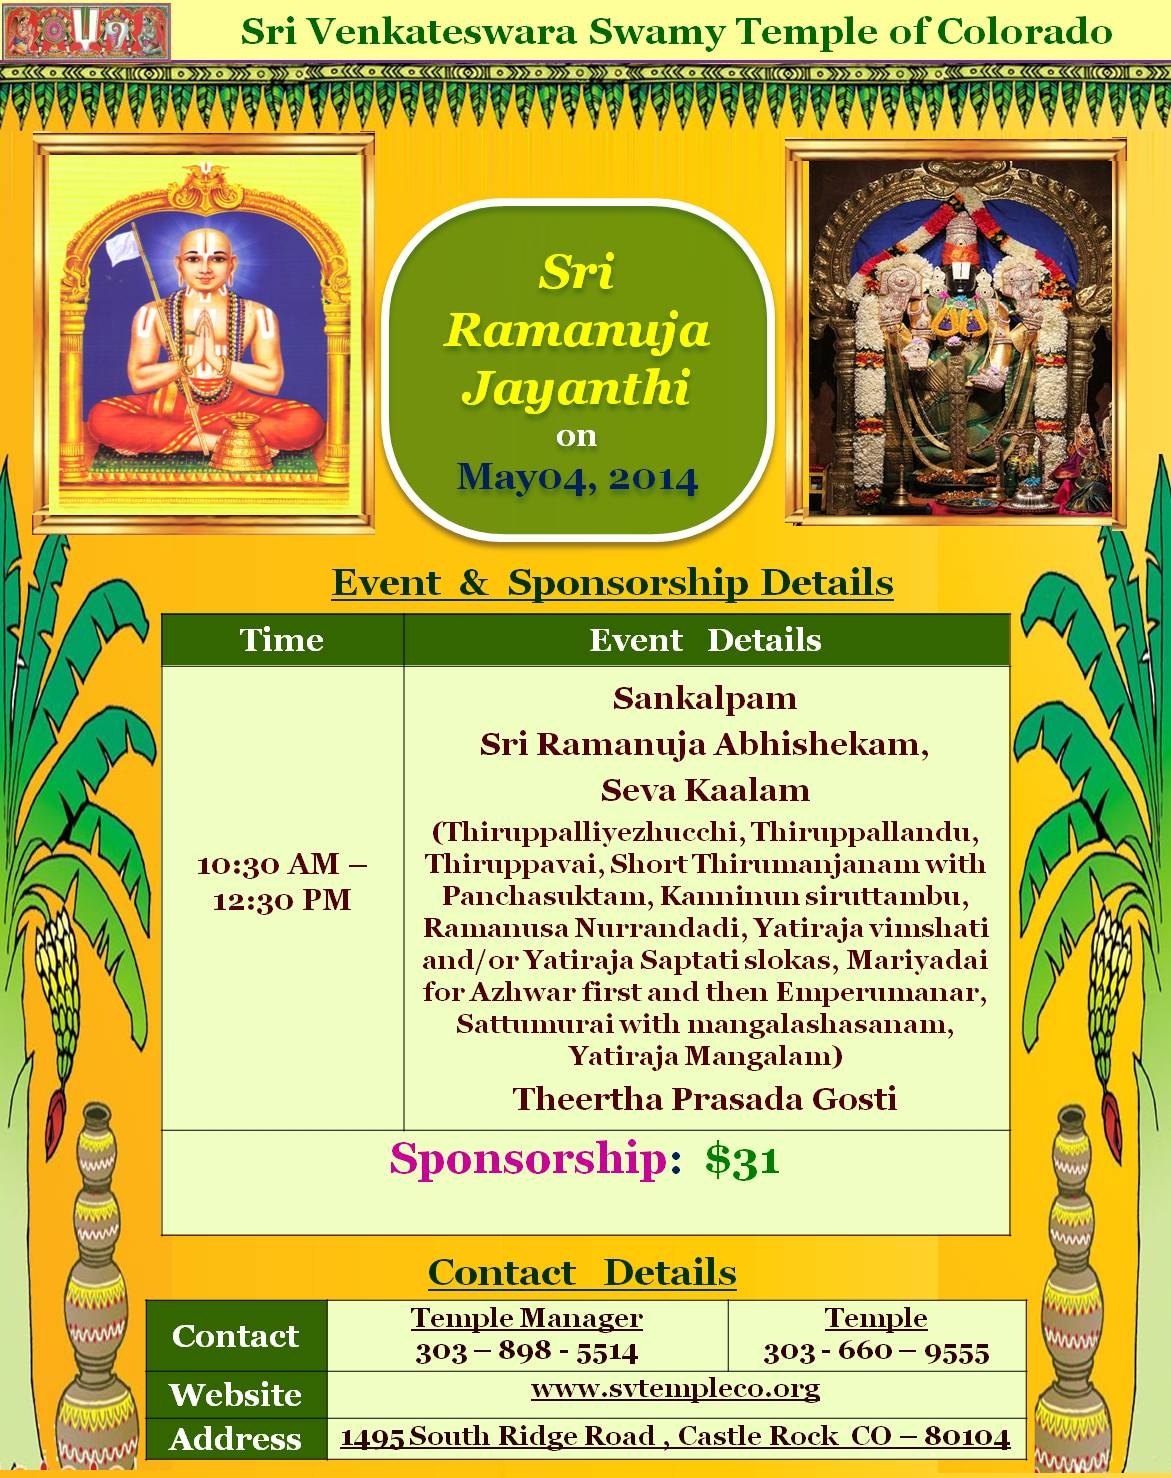 Sri Venkateswara Swamy Temple of Colorado
Sri
Ramanuja
Jayanthi
on
May04, 2014
Event & Sponsorship Details
Time
Event Details
10:30 AM –
12:30 PM
Sankalpam
Sri Ramanuja Abhishekam,
Seva Kaalam
(Thiruppalliyezhucchi, Thiruppallandu,
Thiruppavai, Short Thirumanjanam with
Panchasuktam, Kanninun siruttambu,
Ramanusa Nurrandadi, Yatiraja vimshati
and/or Yatiraja Saptati slokas, Mariyadai
for Azhwar first and then Emperumanar,
Sattumurai with mangalashasanam,
Yatiraja Mangalam)
Theertha Prasada Gosti
Sponsorship: $31
Contact Details
Contact
Temple Manager
303 – 898 - 5514
Temple
303 - 660 – 9555
Website
www.svtempleco.org
Address
1495 South Ridge Road , Castle Rock CO – 80104